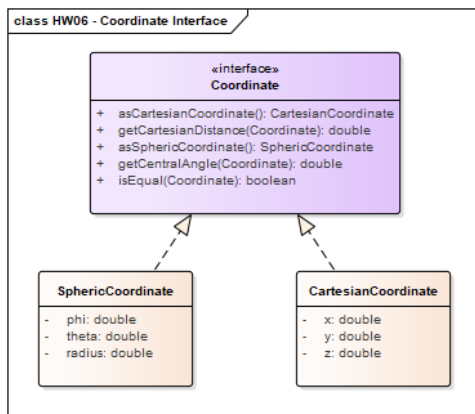 class HW06 - Coordinate Interface
«interface»
Coordinate
+ asCartesianCoordinate(): CartesianCoordinate
+ getCartesianDistance(Coordinate): double
+ asSphericCoordinate(): SphericCoordinate
+ getCentralAngle(Coordinate): double
+ isEqual(Coordinate): boolean
SphericCoordinate
- phi: double
- theta: double
- radius: double
CartesianCoordinate
- x: double
- y: double
- z: double